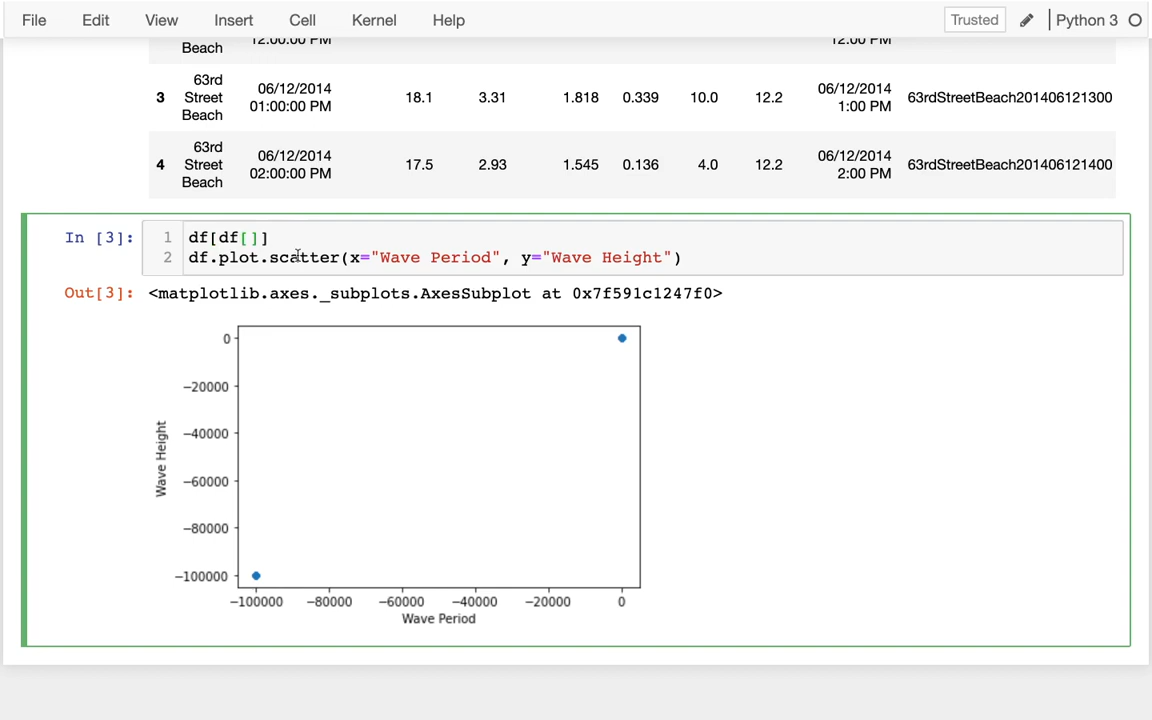 File Edit View Insert Cell Kernel Help Trusted Python 3
Beach 12:00:00 PM 12:00 PM
3 63rd Street Beach 06/12/2014 01:00:00 PM 18.1 3.31 1.818 0.339 10.0 12.2 06/12/2014 1:00 PM 63rdStreetBeach201406121300
4 63rd Street Beach 06/12/2014 02:00:00 PM 17.5 2.93 1.545 0.136 4.0 12.2 06/12/2014 2:00 PM 63rdStreetBeach201406121400
In [3]: 1 df[df[]]
2 df.plot.scatter(x="Wave Period", y="Wave Height")
Out[3]: <matplotlib.axes._subplots.AxesSubplot at 0x7f591c1247f0>
0
−20000
−40000
−60000
−80000
−100000
Wave Height
−100000 −80000 −60000 −40000 −20000 0
Wave Period